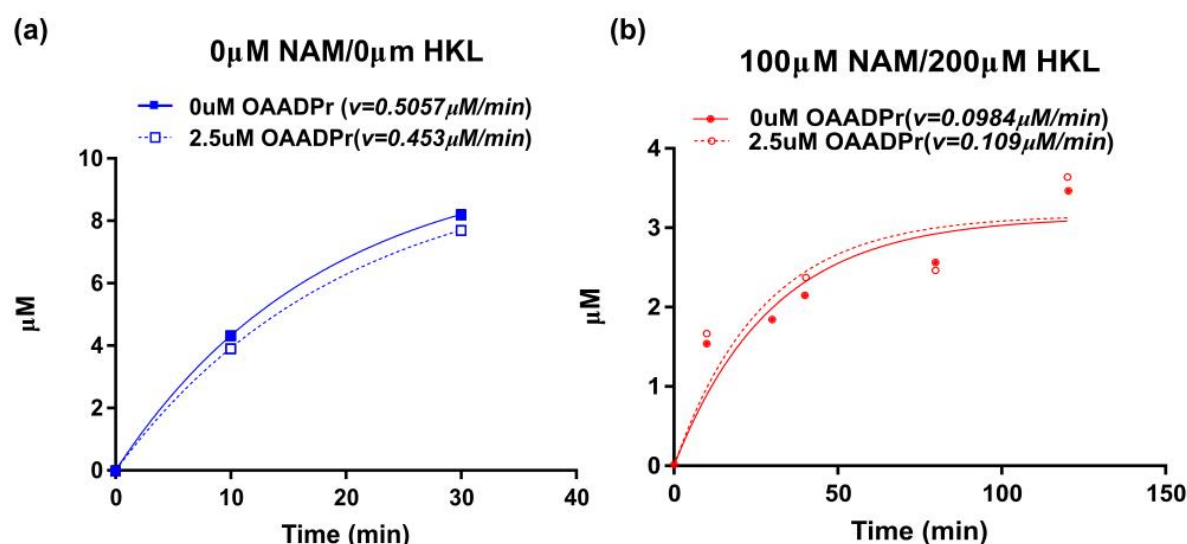 (a)
0μM NAM/0μm HKL
0uM OAADPr (v=0.5057μM/min)
2.5uM OAADPr(v=0.453μM/min)
10
8
6
4
2
0
μM
0 10 20 30 40
Time (min)
(b)
100μM NAM/200μM HKL
0uM OAADPr(v=0.0984μM/min)
2.5uM OAADPr(v=0.109μM/min)
4
3
2
1
0
μM
0 50 100 150
Time (min)